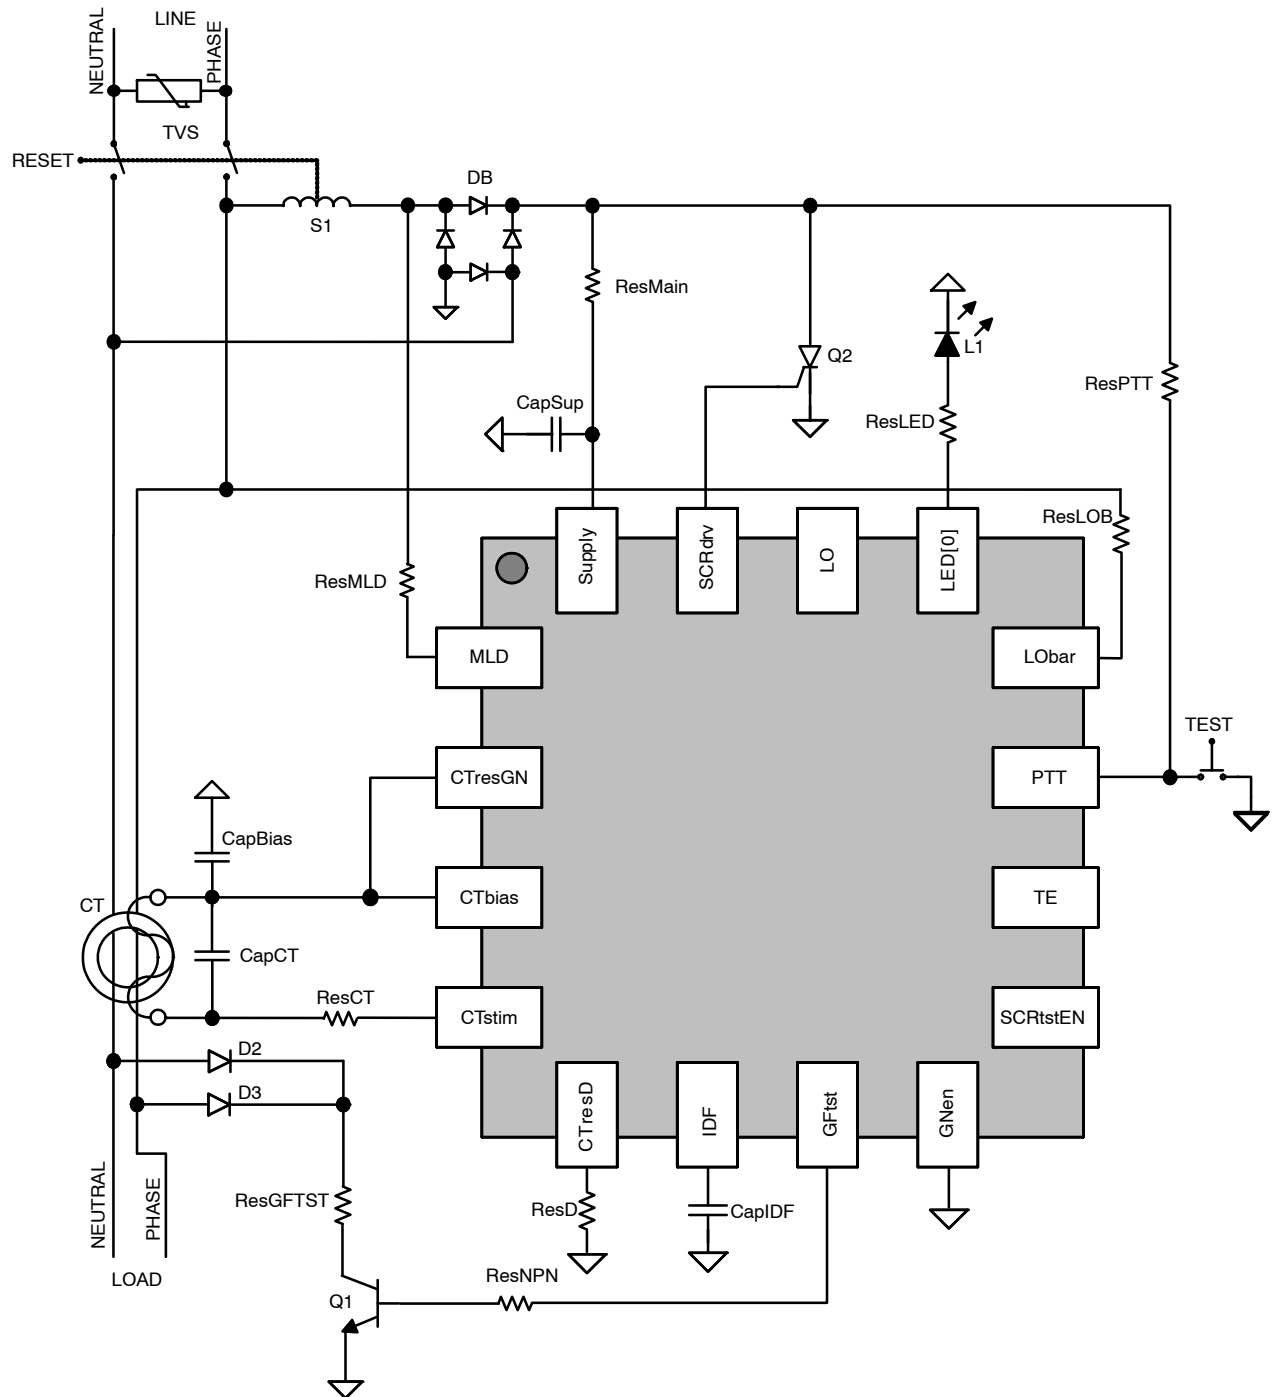 LINE
NEUTRAL
PHASE
TVS
RESET
DB
S1
ResMain
Q2
L1
ResPTT
CapSup
ResLED
ResLOB
ResMLD
Supply
SCRdrv
LO
LED[0]
MLD
LObar
CTresGN
PTT
TEST
CapBias
CTbias
TE
CT
CapCT
ResCT
CTstim
SCRtstEN
D2
D3
CTresD
IDF
GFtst
GNen
NEUTRAL
PHASE
ResGFTST
ResD
CapIDF
LOAD
ResNPN
Q1